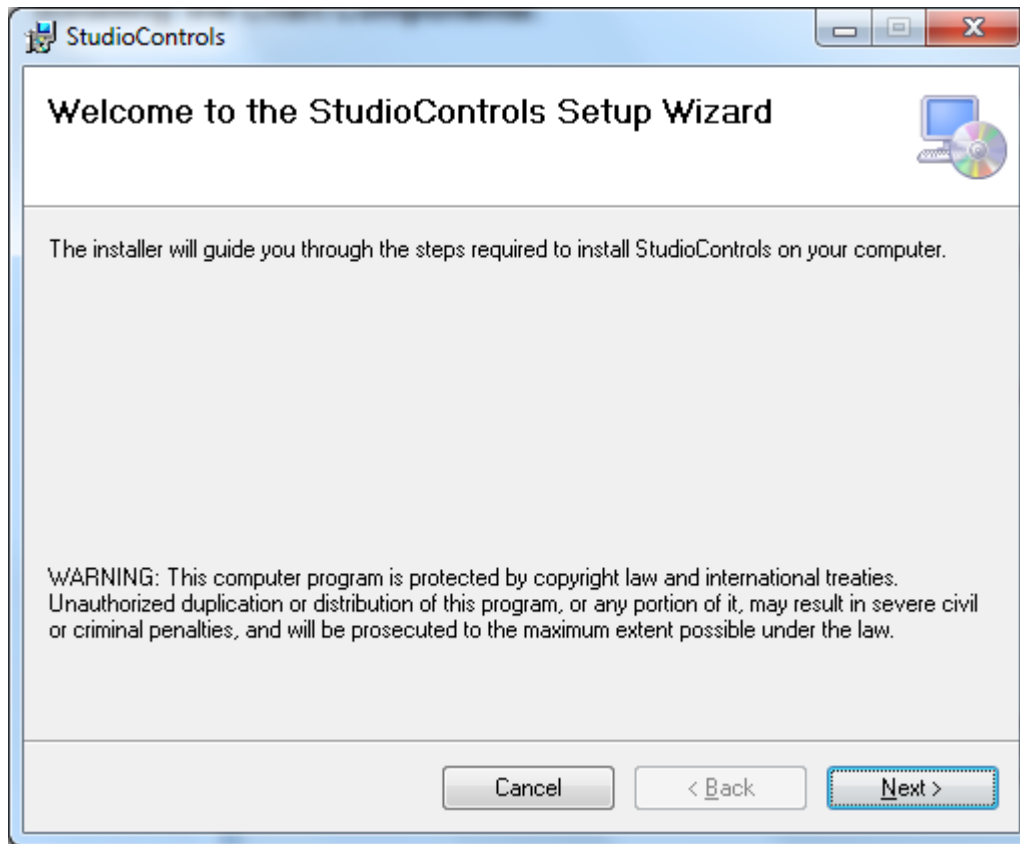 StudioControls
Welcome to the StudioControls Setup Wizard
The installer will guide you through the steps required to install StudioControls on your computer.
WARNING: This computer program is protected by copyright law and international treaties.
Unauthorized duplication or distribution of this program, or any portion of it, may result in severe civil
or criminal penalties, and will be prosecuted to the maximum extent possible under the law.
Cancel
< Back
Next >